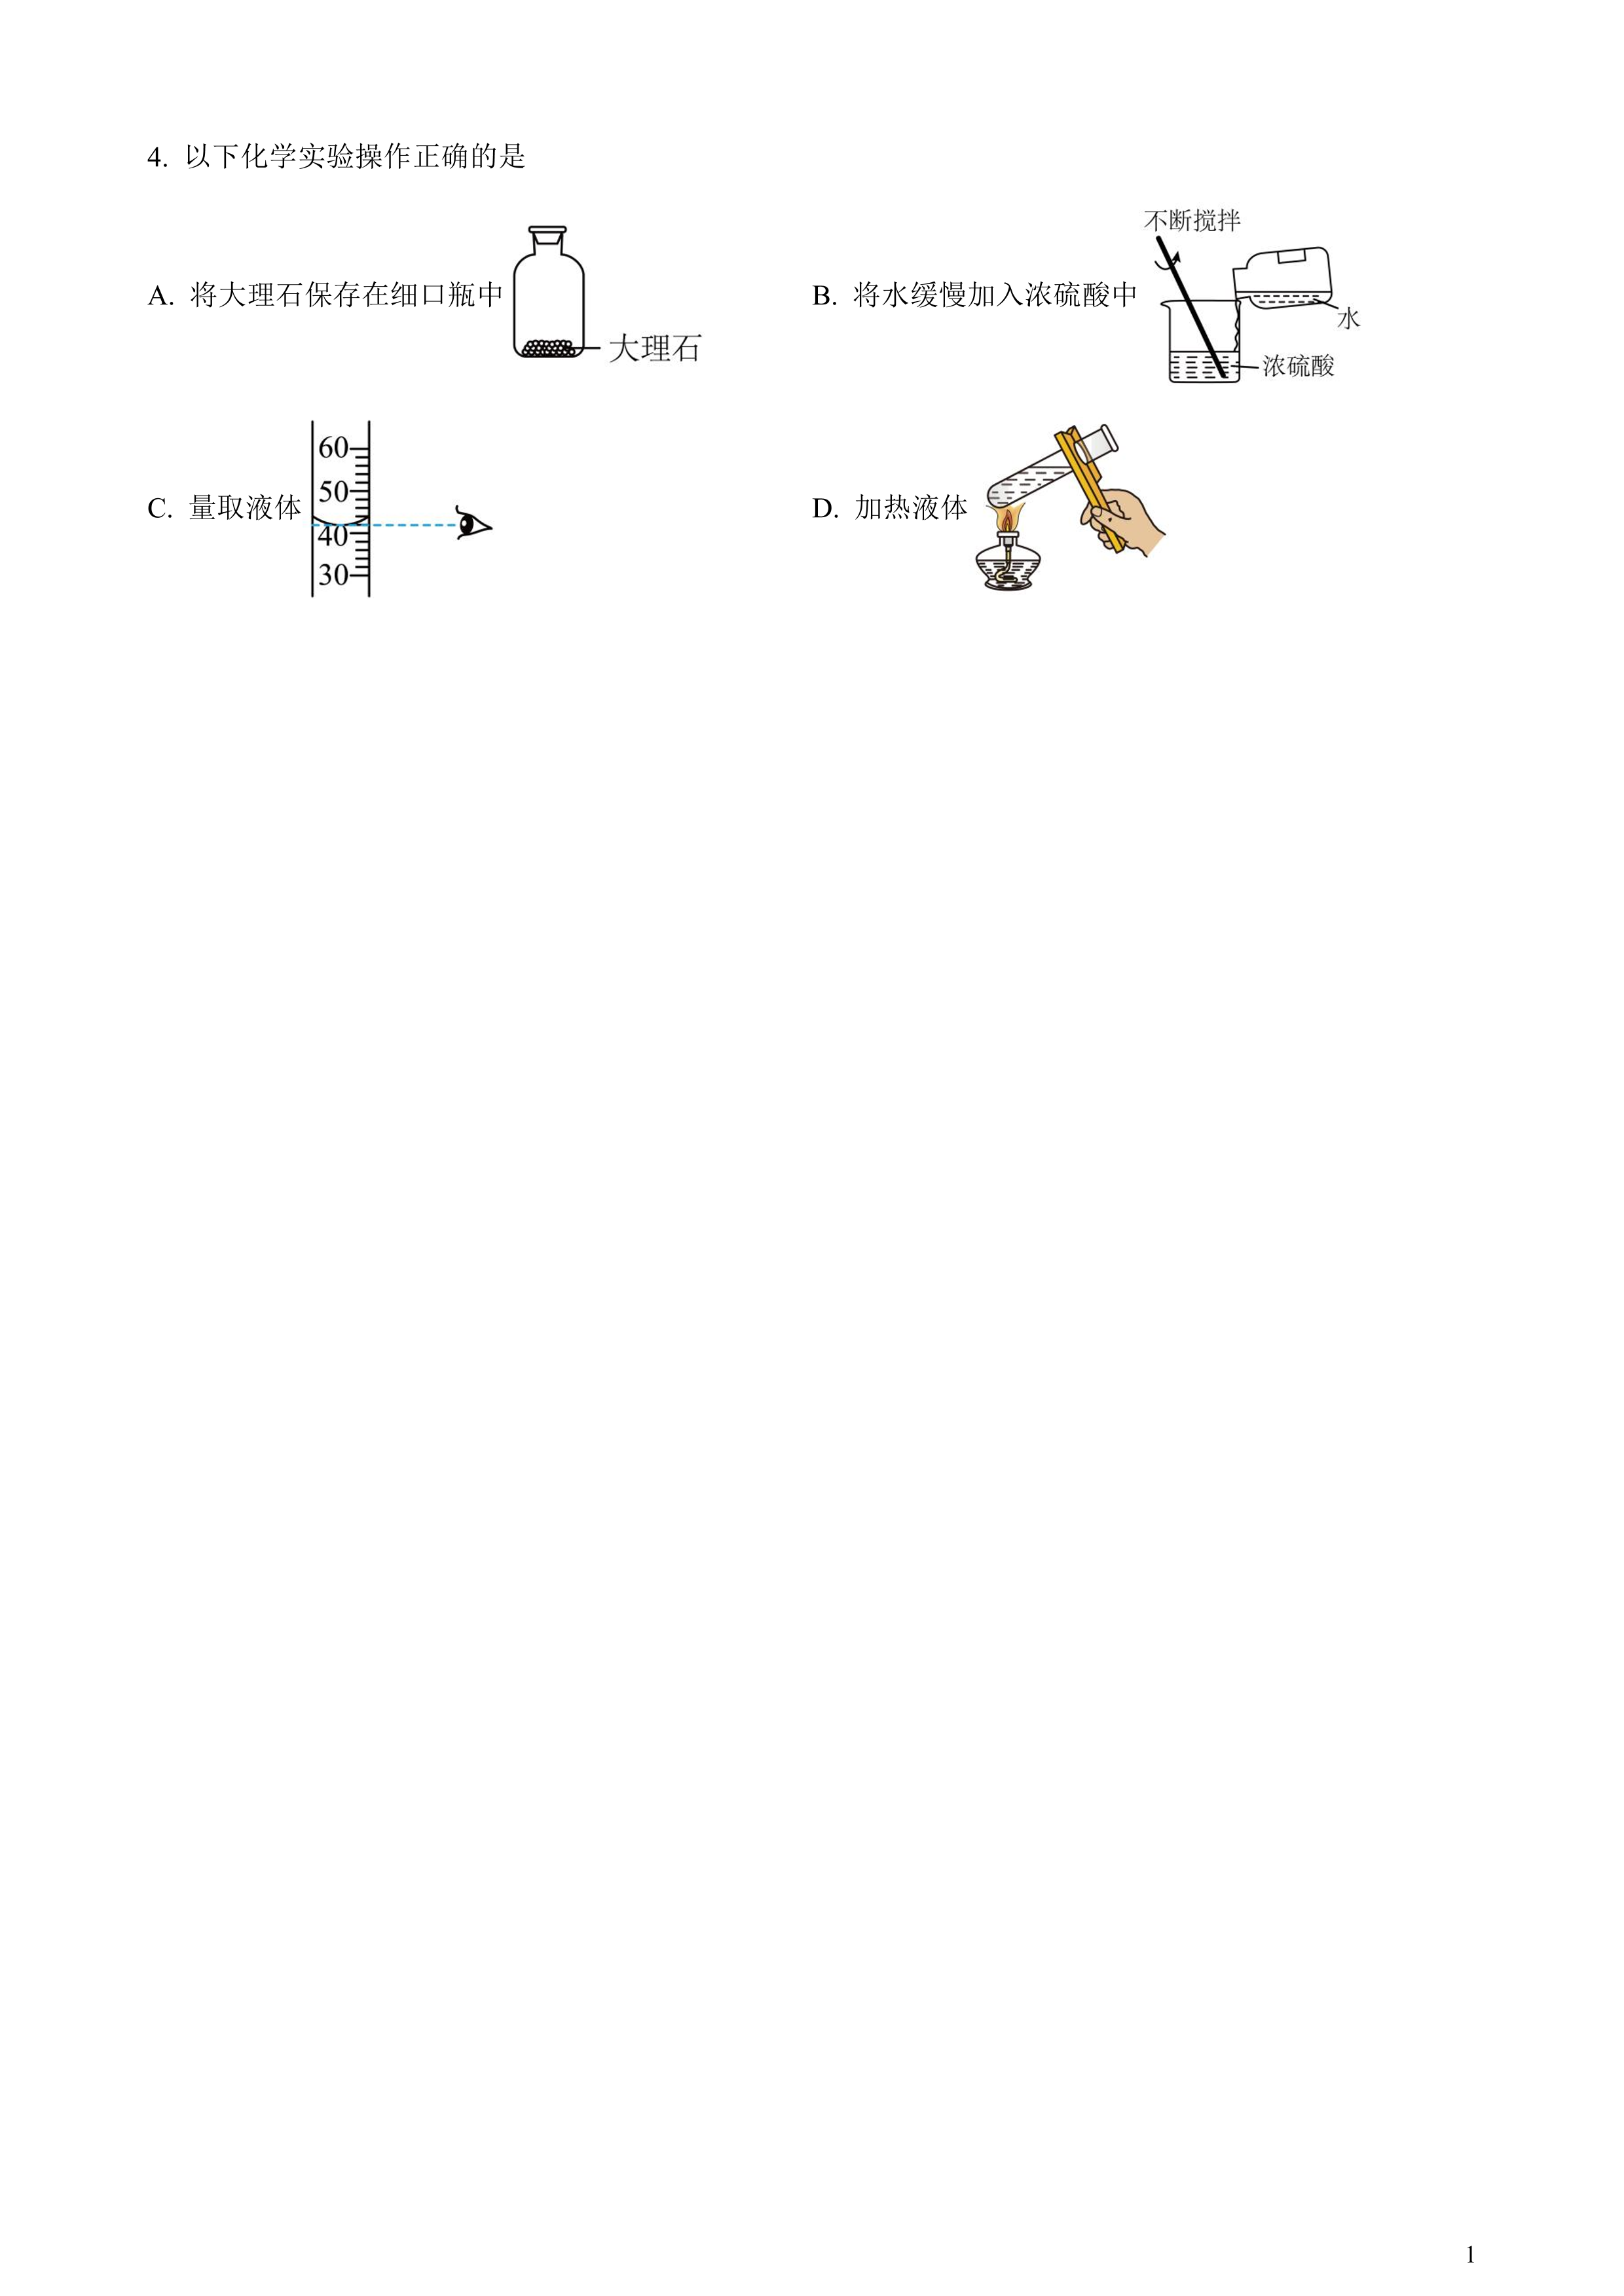 4. 以下化学实验操作正确的是
不断搅拌
A. 将大理石保存在细口瓶中
大理石
B. 将水缓慢加入浓硫酸中
水
浓硫酸
C. 量取液体
60
50
40
30
D. 加热液体
1